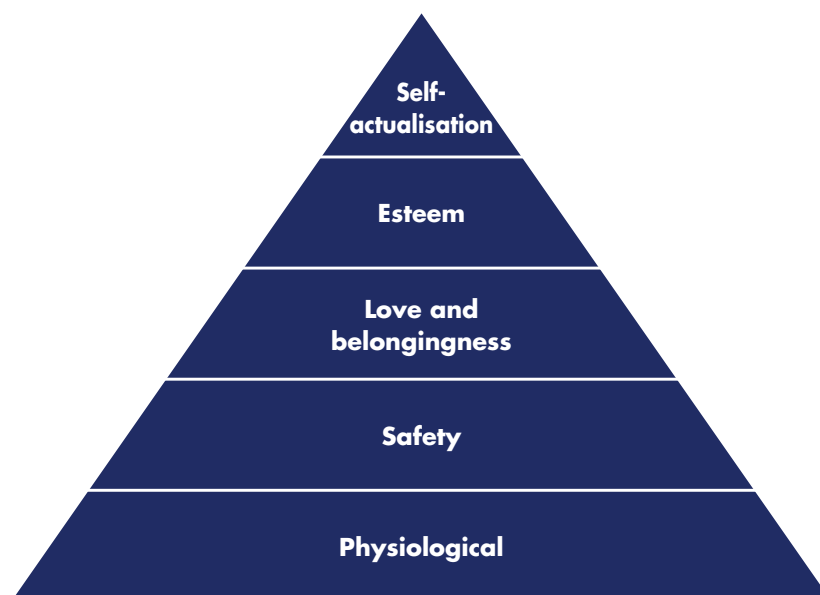 Self-
actualisation
Esteem
Love and
belongingness
Safety
Physiological